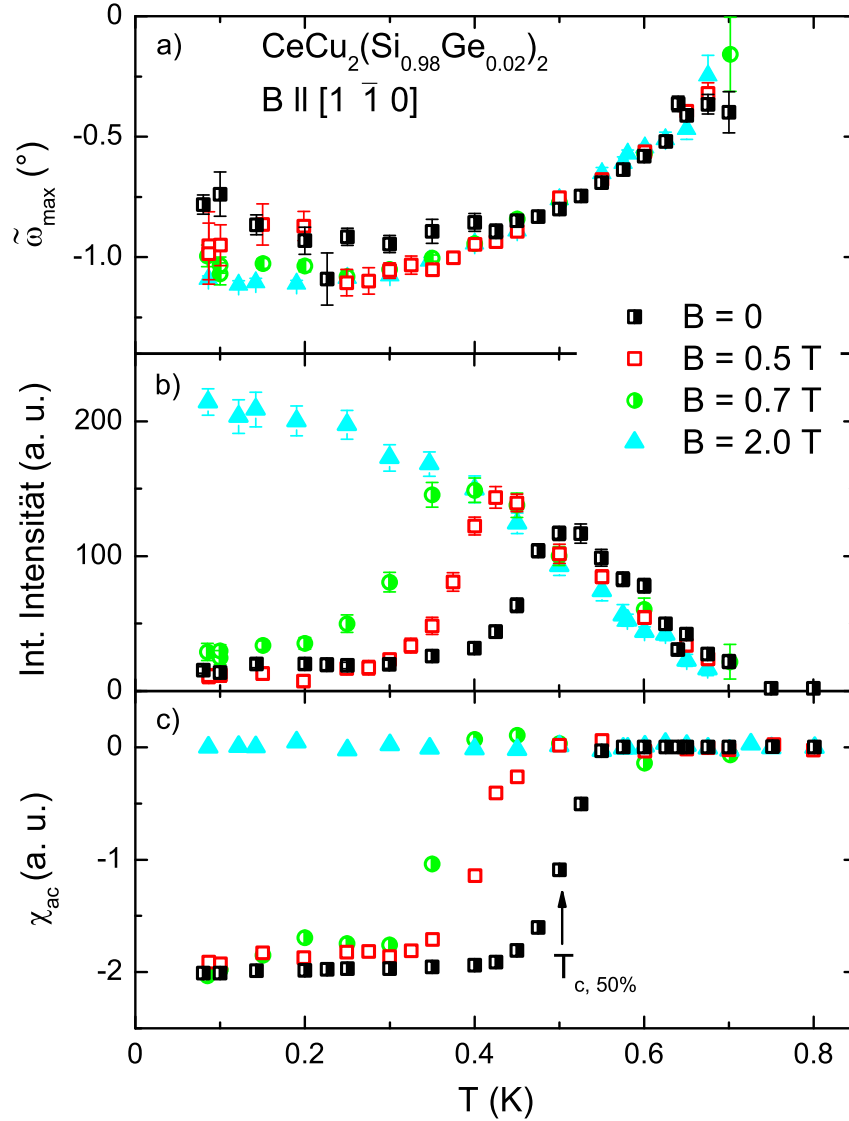 a) CeCu₂(Si₀.₉₈Ge₀.₀₂)₂
B II [1 1̅ 0]
0
-0.5
-1.0
ω̃max (°)
B = 0
B = 0.5 T
B = 0.7 T
B = 2.0 T
b)
200
100
0
Int. Intensität (a. u.)
c)
0
-1
-2
χac (a. u.)
Tc, 50%
0 0.2 0.4 0.6 0.8
T (K)